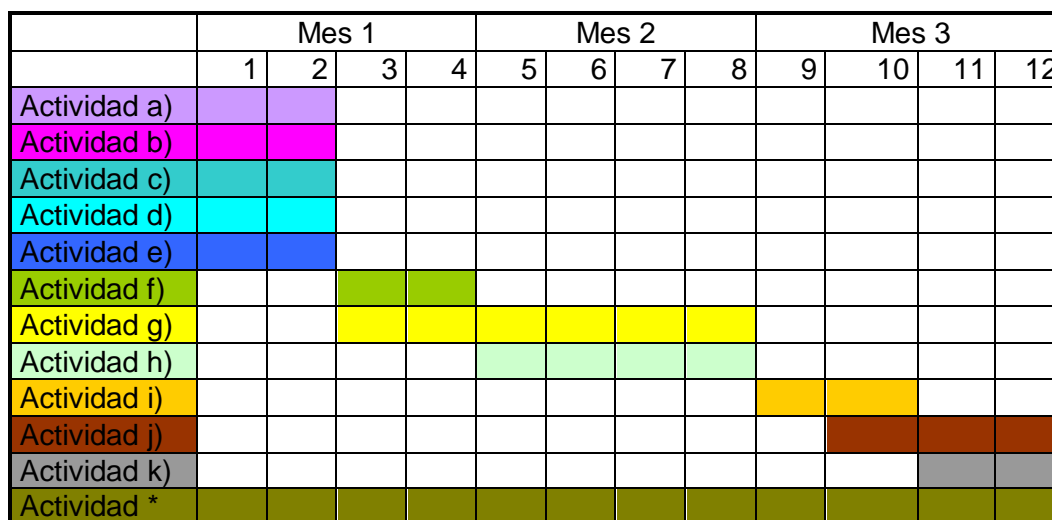 Mes 1 Mes 2 Mes 3
1 2 3 4 5 6 7 8 9 10 11 12
Actividad a)
Actividad b)
Actividad c)
Actividad d)
Actividad e)
Actividad f)
Actividad g)
Actividad h)
Actividad i)
Actividad j)
Actividad k)
Actividad *